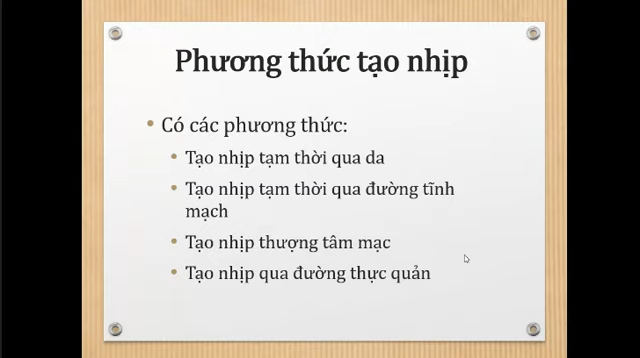 Phương thức tạo nhịp
• Có các phương thức:
• Tạo nhịp tạm thời qua da
• Tạo nhịp tạm thời qua đường tĩnh
mạch
• Tạo nhịp thượng tâm mạc
• Tạo nhịp qua đường thực quản